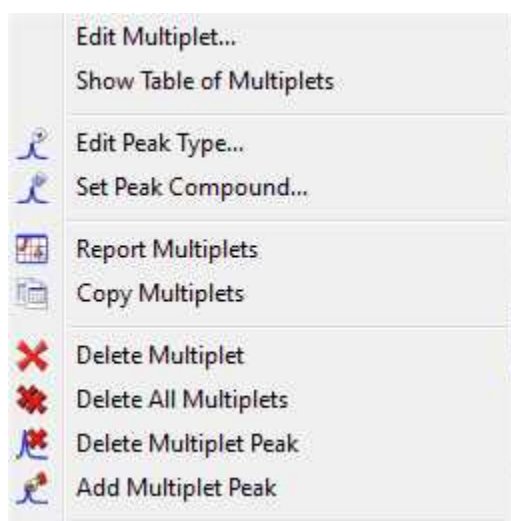 Edit Multiplet...
Show Table of Multiplets
Edit Peak Type...
Set Peak Compound...
Report Multiplets
Copy Multiplets
Delete Multiplet
Delete All Multiplets
Delete Multiplet Peak
Add Multiplet Peak